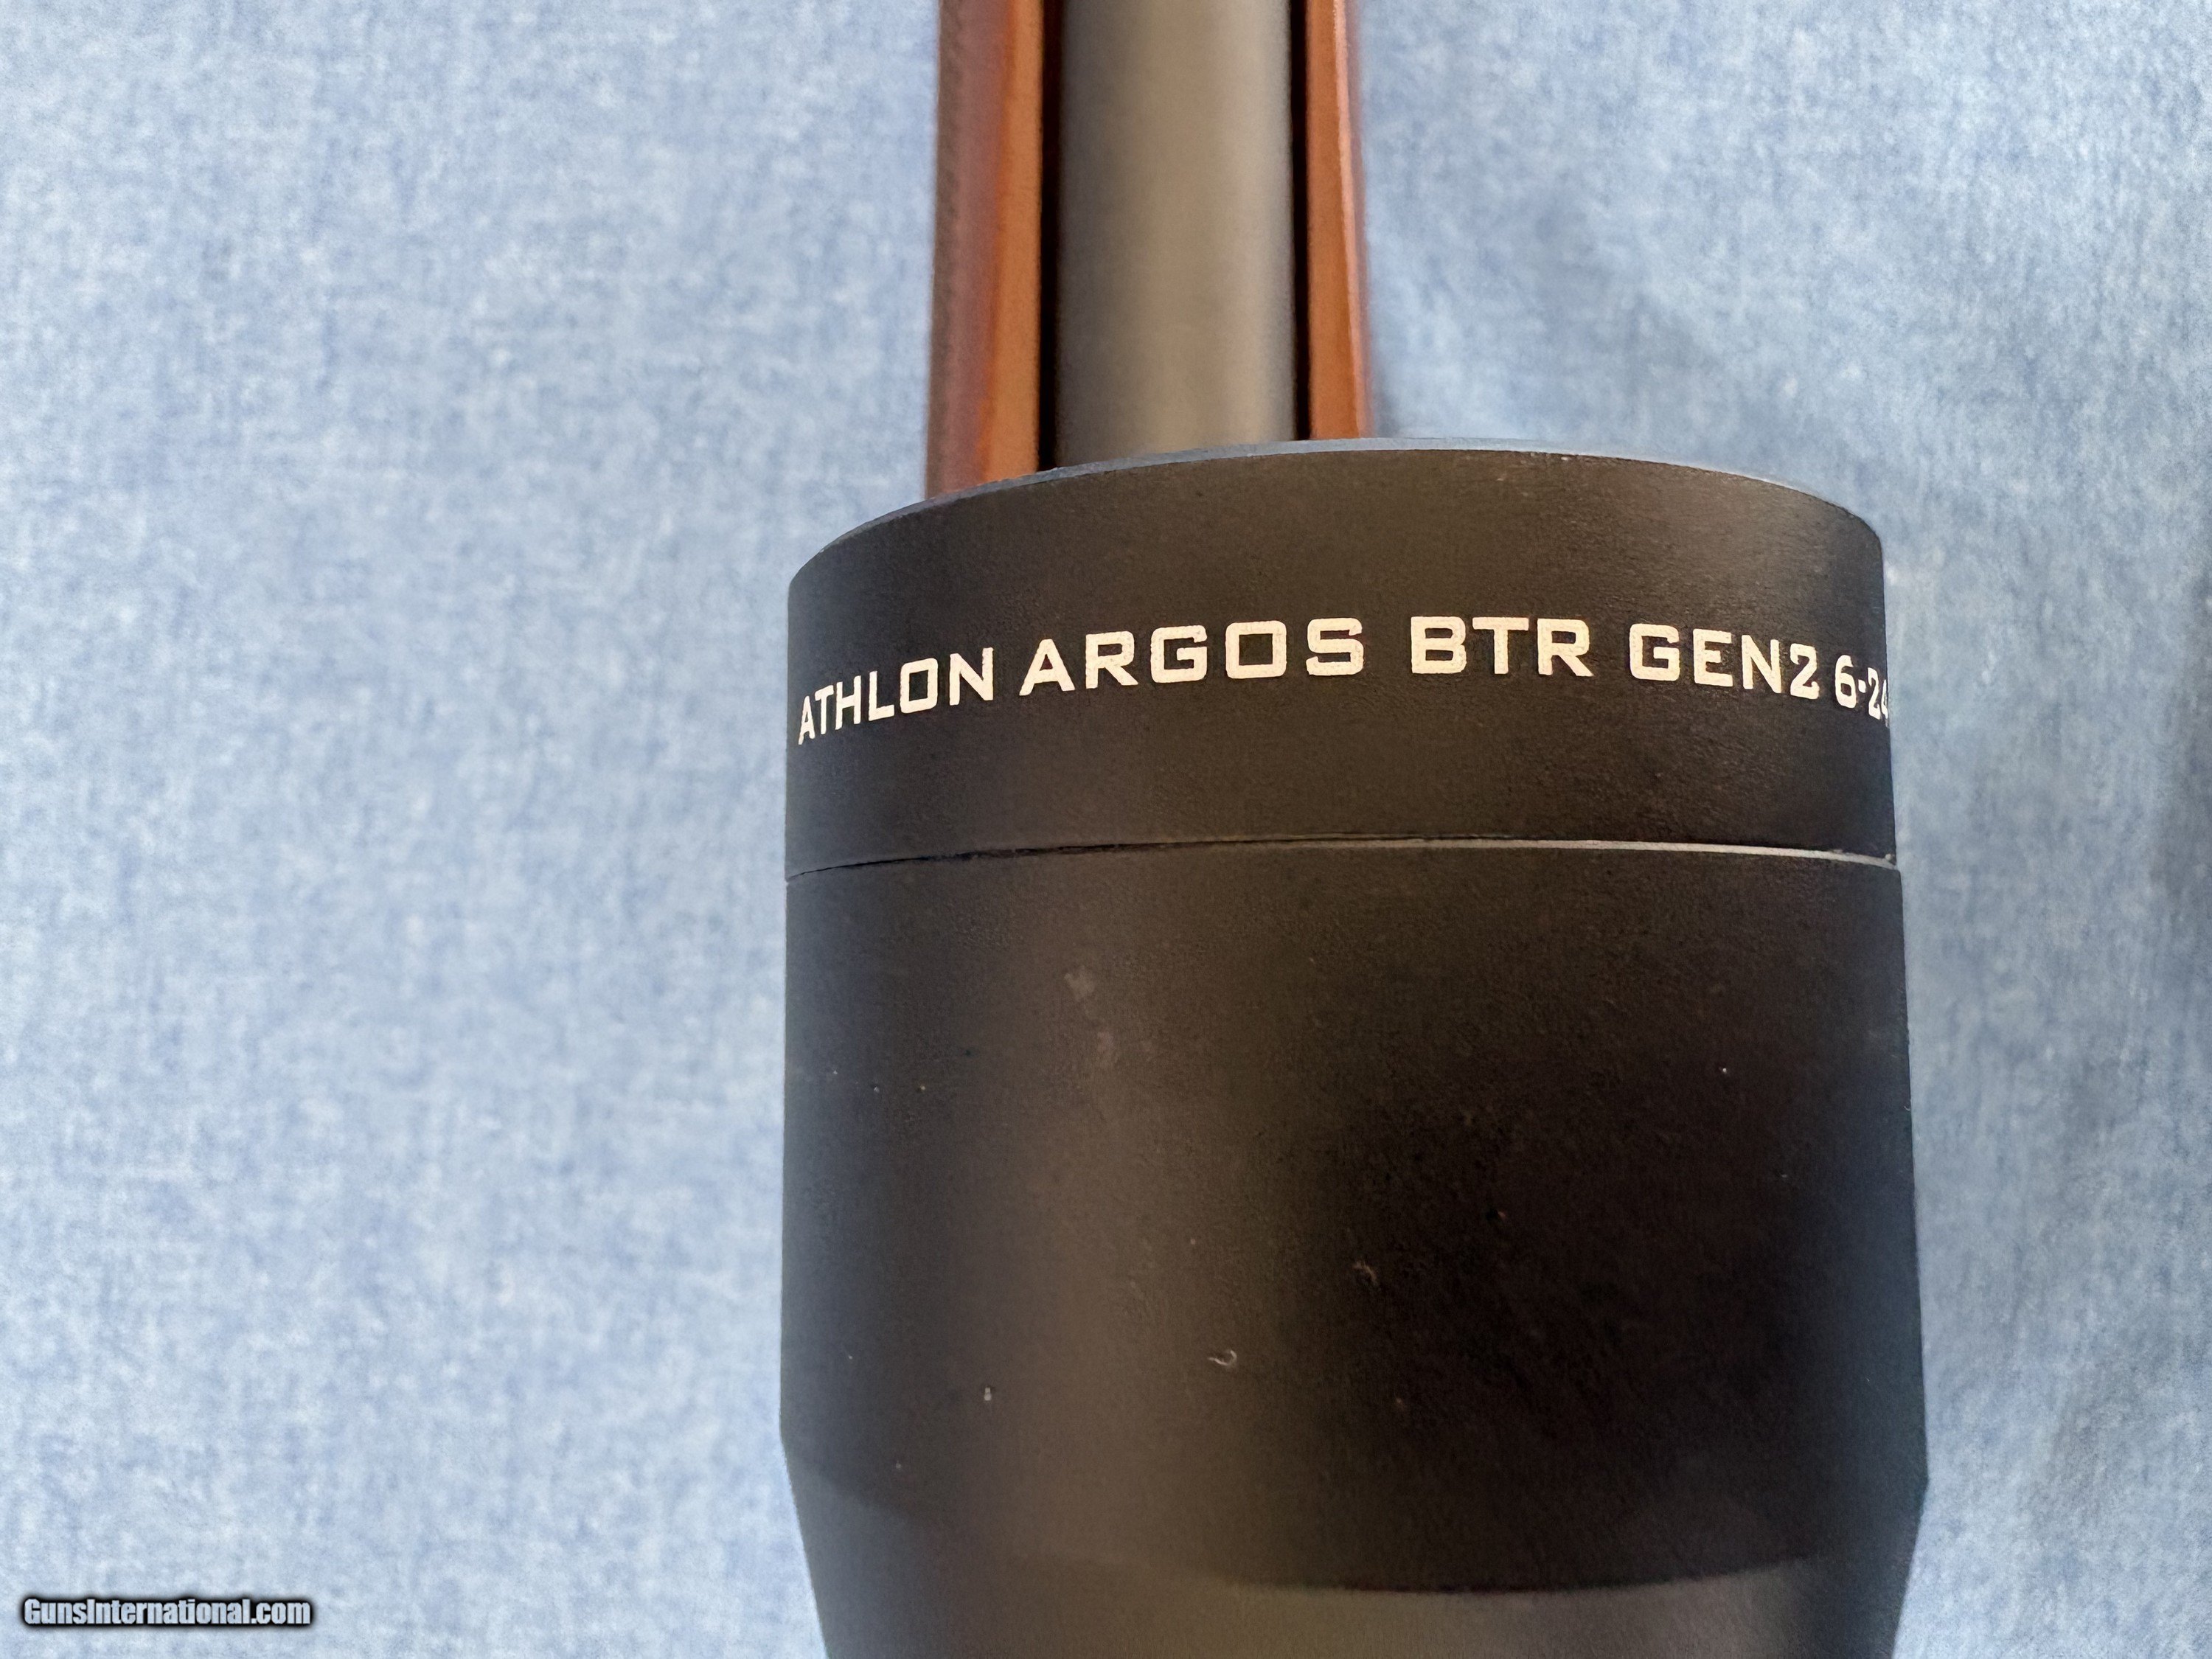 ATHLON ARGOS BTR GEN2 6-24
GunsInternational.com